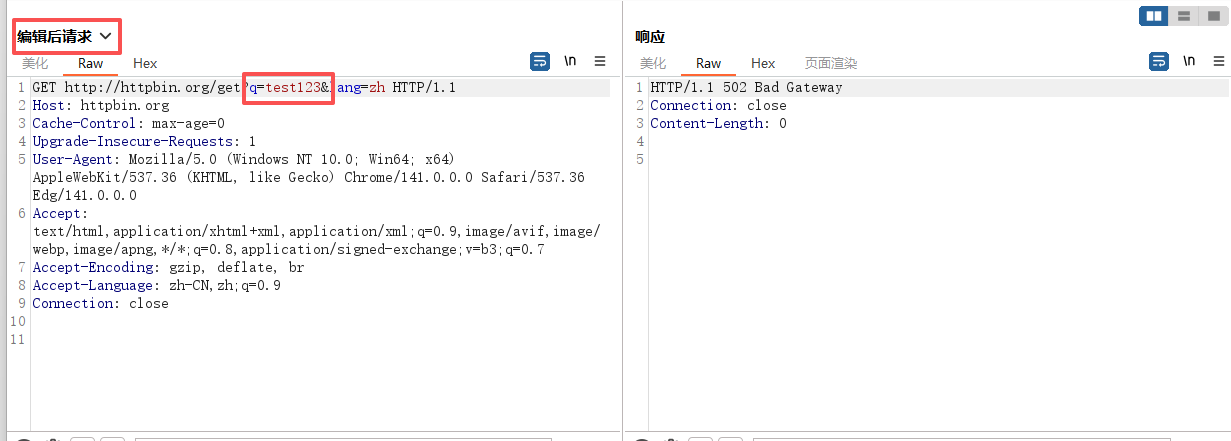 编辑后请求
美化 Raw Hex \n
1 GET http://httpbin.org/get?q=test123&lang=zh HTTP/1.1
2 Host: httpbin.org
3 Cache-Control: max-age=0
4 Upgrade-Insecure-Requests: 1
5 User-Agent: Mozilla/5.0 (Windows NT 10.0; Win64; x64)
AppleWebKit/537.36 (KHTML, like Gecko) Chrome/141.0.0.0 Safari/537.36
Edg/141.0.0.0
6 Accept:
text/html,application/xhtml+xml,application/xml;q=0.9,image/avif,image/
webp,image/apng,*/*;q=0.8,application/signed-exchange;v=b3;q=0.7
7 Accept-Encoding: gzip, deflate, br
8 Accept-Language: zh-CN,zh;q=0.9
9 Connection: close
10
11
响应
美化 Raw Hex 页面渲染 \n
1 HTTP/1.1 502 Bad Gateway
2 Connection: close
3 Content-Length: 0
4
5